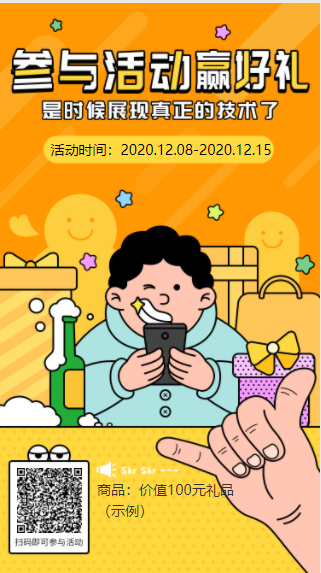 参与活动赢好礼
是时候展现真正的技术了
活动时间：2020.12.08-2020.12.15
Skr Skr ~~~
商品：价值100元礼品
（示例）
扫码即可参与活动